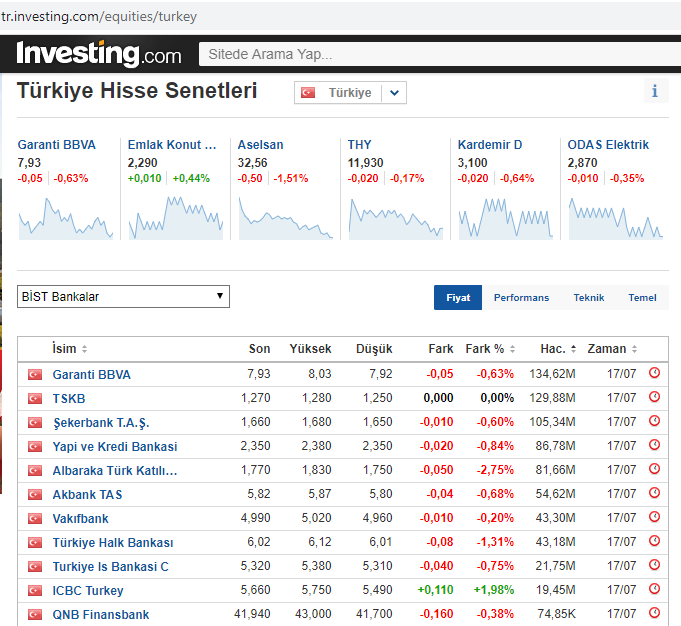 tr.investing.com/equities/turkey
Investing.com Sitede Arama Yap...
Türkiye Hisse Senetleri Türkiye i
Garanti BBVA Emlak Konut ... Aselsan THY Kardemir D ODAS Elektrik
7,93 2,290 32,56 11,930 3,100 2,870
-0,05 -0,63% +0,010 +0,44% -0,50 -1,51% -0,020 -0,17% -0,020 -0,64% -0,010 -0,35%
BİST Bankalar Fiyat Performans Teknik Temel
İsim Son Yüksek Düşük Fark Fark % Hac. Zaman
Garanti BBVA 7,93 8,03 7,92 -0,05 -0,63% 134,62M 17/07
TSKB 1,270 1,280 1,250 0,000 0,00% 129,88M 17/07
Şekerbank T.A.Ş. 1,660 1,680 1,650 -0,010 -0,60% 105,34M 17/07
Yapi ve Kredi Bankasi 2,350 2,380 2,350 -0,020 -0,84% 86,78M 17/07
Albaraka Türk Katılı... 1,770 1,830 1,750 -0,050 -2,75% 81,66M 17/07
Akbank TAS 5,82 5,87 5,80 -0,04 -0,68% 54,62M 17/07
Vakıfbank 4,990 5,020 4,960 -0,010 -0,20% 43,30M 17/07
Türkiye Halk Bankası 6,02 6,12 6,01 -0,08 -1,31% 43,18M 17/07
Turkiye Is Bankasi C 5,320 5,380 5,310 -0,040 -0,75% 21,75M 17/07
ICBC Turkey 5,660 5,750 5,490 +0,110 +1,98% 19,45M 17/07
QNB Finansbank 41,940 43,000 41,700 -0,160 -0,38% 74,85K 17/07